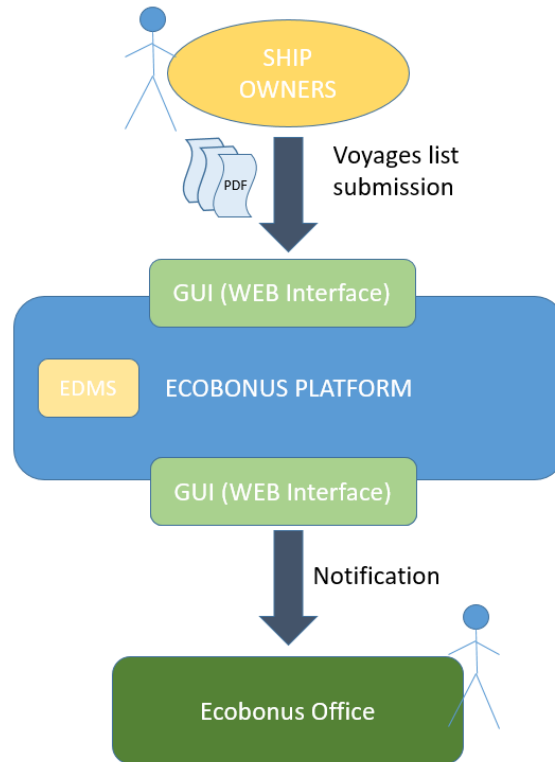 SHIP
OWNERS
Voyages list
submission
PDF
GUI (WEB Interface)
EDMS
ECOBONUS PLATFORM
GUI (WEB Interface)
Notification
Ecobonus Office